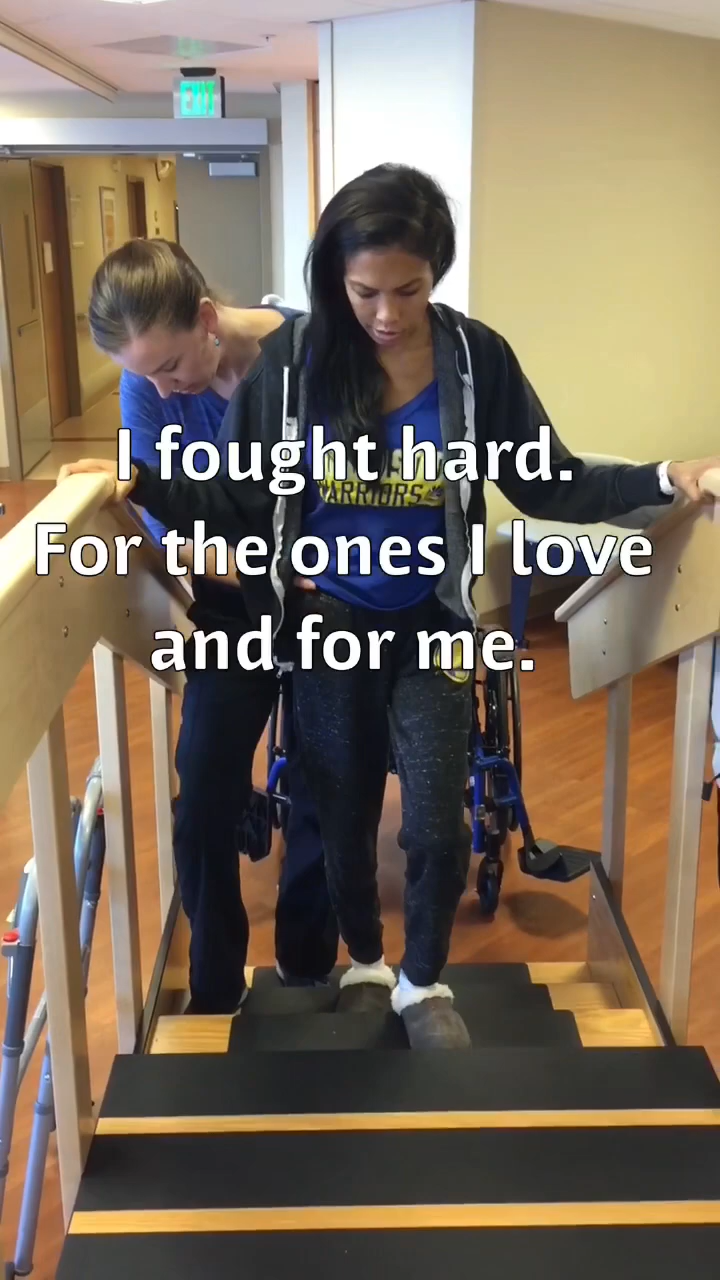 EXIT
I fought hard.
WARRIORS
For the ones I love
and for me.